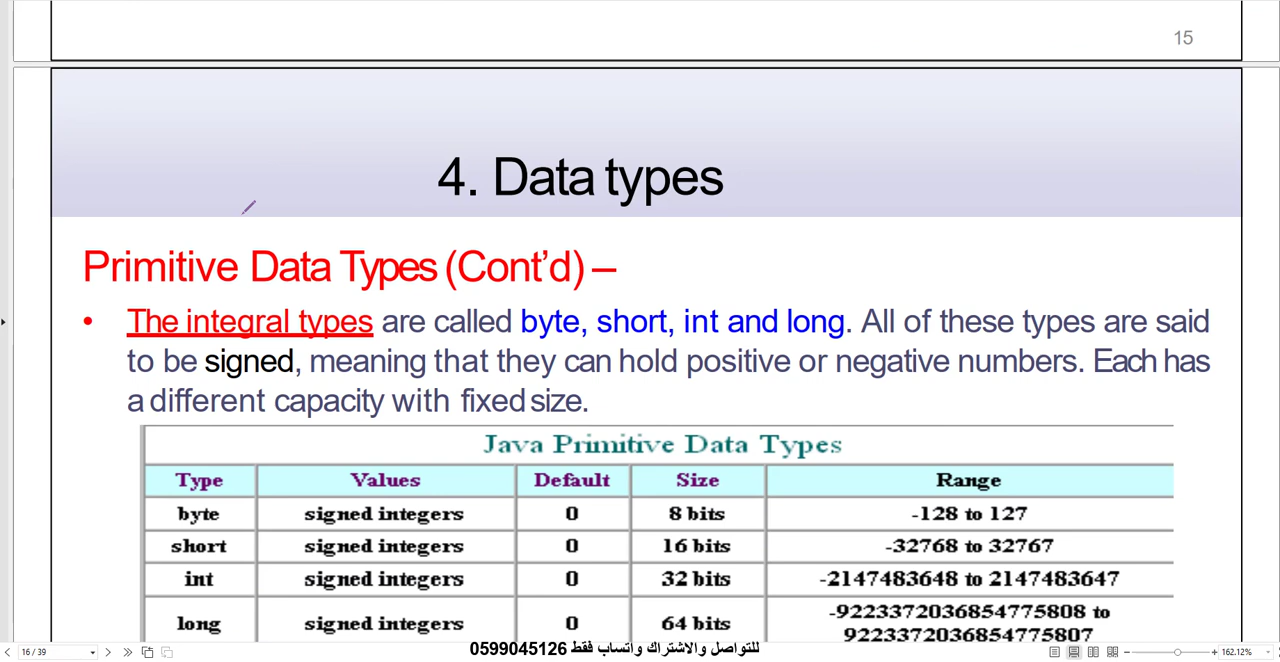 15
4. Data types
Primitive Data Types (Cont'd) –
• The integral types are called byte, short, int and long. All of these types are said
to be signed, meaning that they can hold positive or negative numbers. Each has
a different capacity with fixed size.
Java Primitive Data Types
Type Values Default Size Range
byte signed integers 0 8 bits -128 to 127
short signed integers 0 16 bits -32768 to 32767
int signed integers 0 32 bits -2147483648 to 2147483647
long signed integers 0 64 bits -9223372036854775808 to
9223372036854775807
للتواصل والاشتراك واتساب فقط 0599045126
16 / 39
162.12%